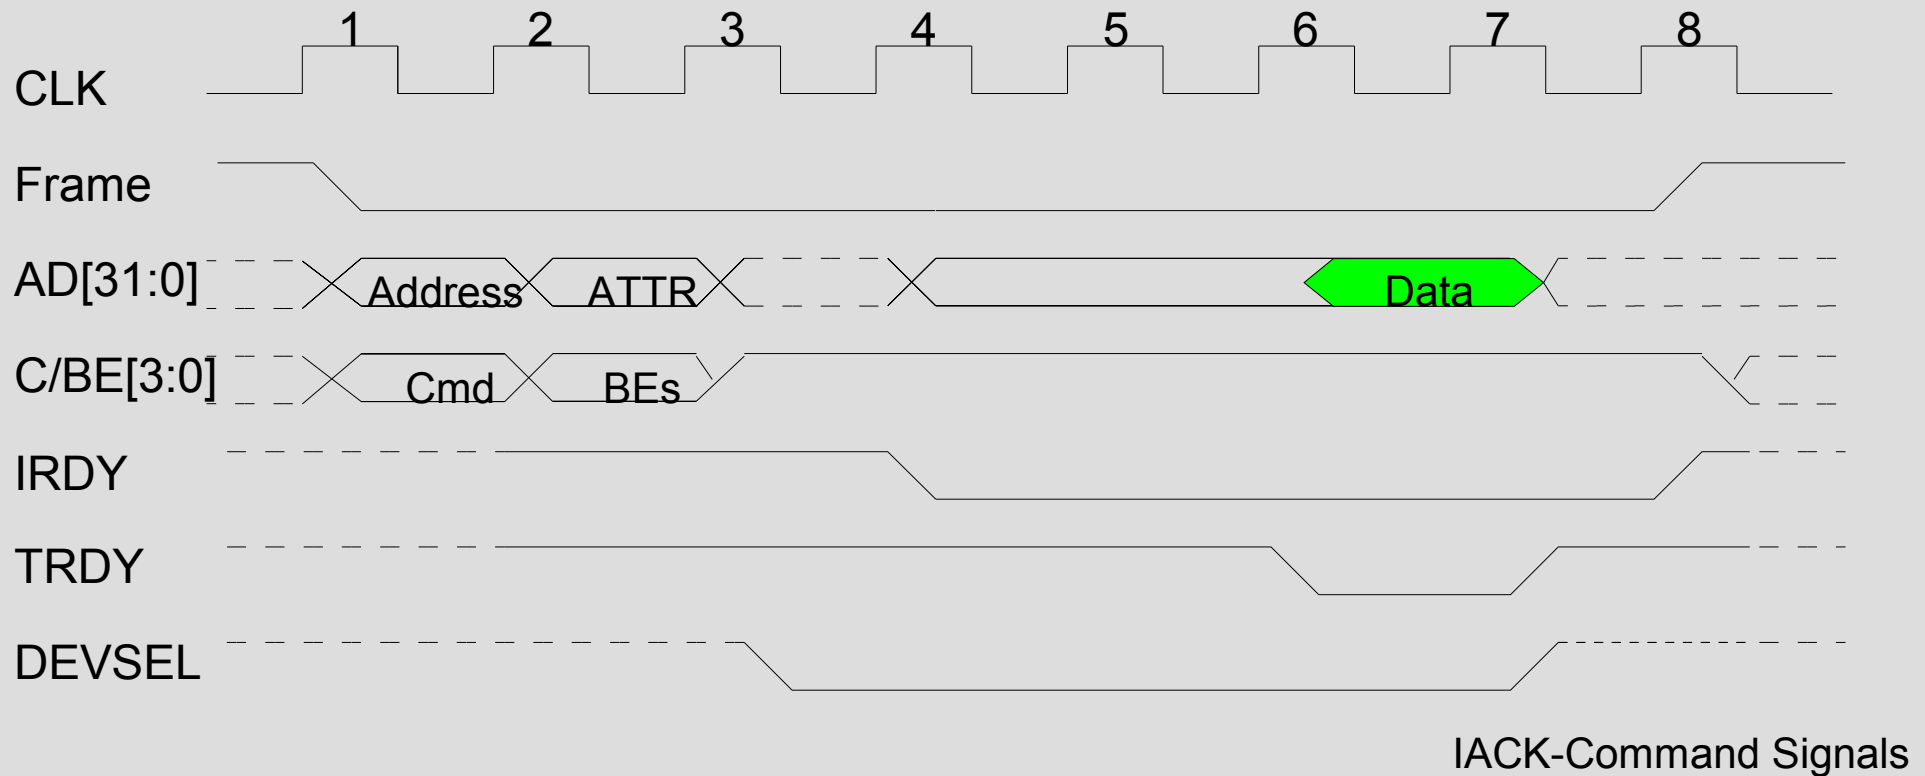 1 2 3 4 5 6 7 8
CLK
Frame
AD[31:0] Address ATTR Data
C/BE[3:0] Cmd BEs
IRDY
TRDY
DEVSEL
IACK-Command Signals